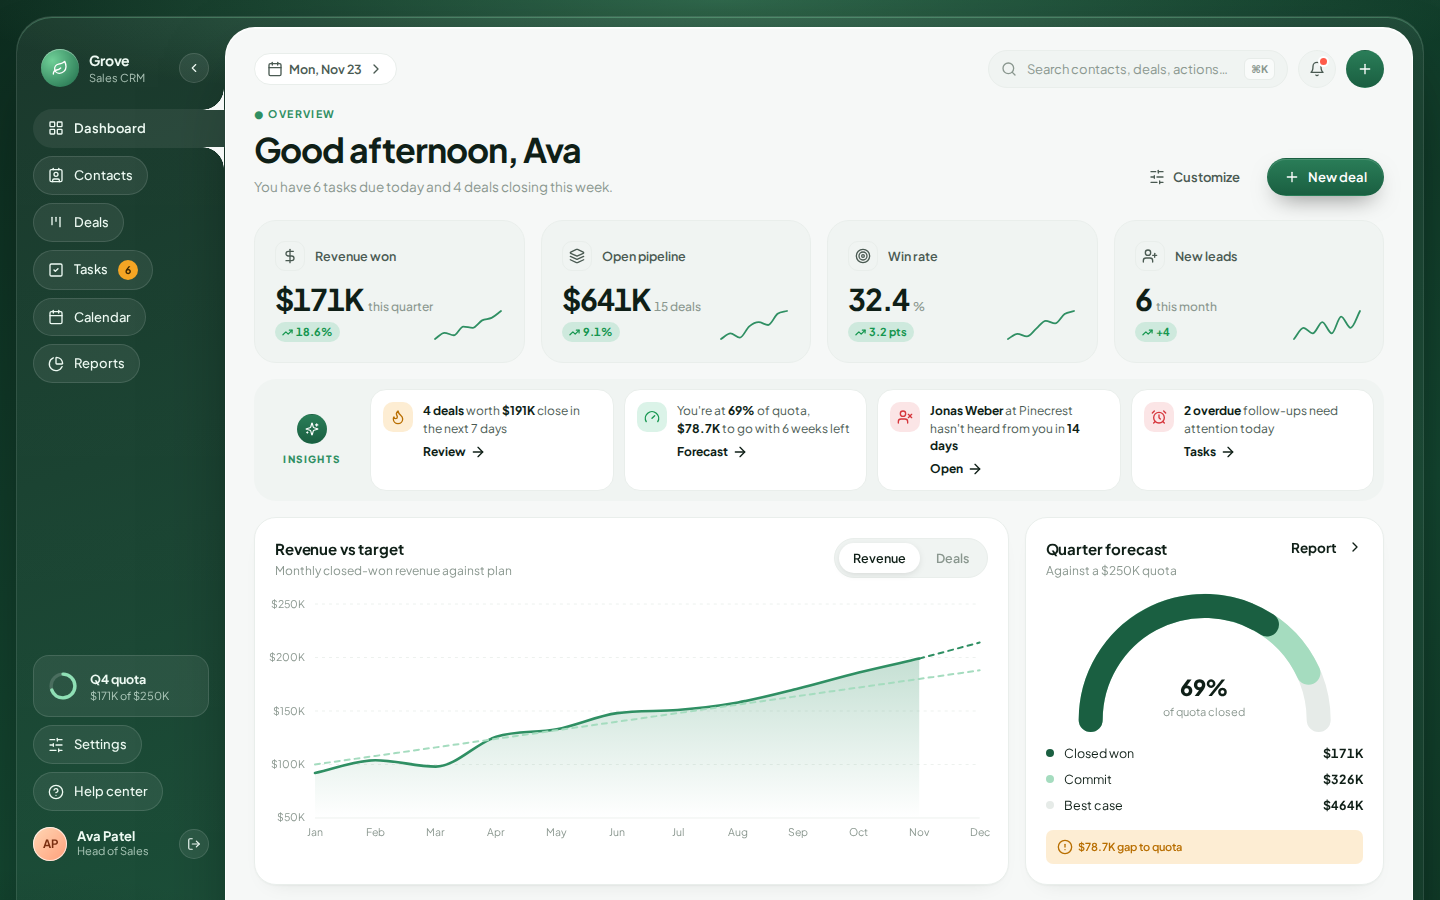 Grove
Sales CRM
Dashboard
Contacts
Deals
Tasks 6
Calendar
Reports
Q4 quota
$171K of $250K
Settings
Help center
AP
Ava Patel
Head of Sales
Mon, Nov 23
Search contacts, deals, actions...
⌘K
OVERVIEW
Good afternoon, Ava
You have 6 tasks due today and 4 deals closing this week.
Customize
New deal
Revenue won
$171K this quarter
18.6%
Open pipeline
$641K 15 deals
9.1%
Win rate
32.4 %
3.2 pts
New leads
6 this month
+4
INSIGHTS
4 deals worth $191K close in
the next 7 days
Review
You're at 69% of quota,
$78.7K to go with 6 weeks left
Forecast
Jonas Weber at Pinecrest
hasn't heard from you in 14
days
Open
2 overdue follow-ups need
attention today
Tasks
Revenue vs target
Monthly closed-won revenue against plan
Revenue
Deals
$250K
$200K
$150K
$100K
$50K
Jan Feb Mar Apr May Jun Jul Aug Sep Oct Nov Dec
Quarter forecast
Against a $250K quota
Report
69%
of quota closed
Closed won $171K
Commit $326K
Best case $464K
$78.7K gap to quota